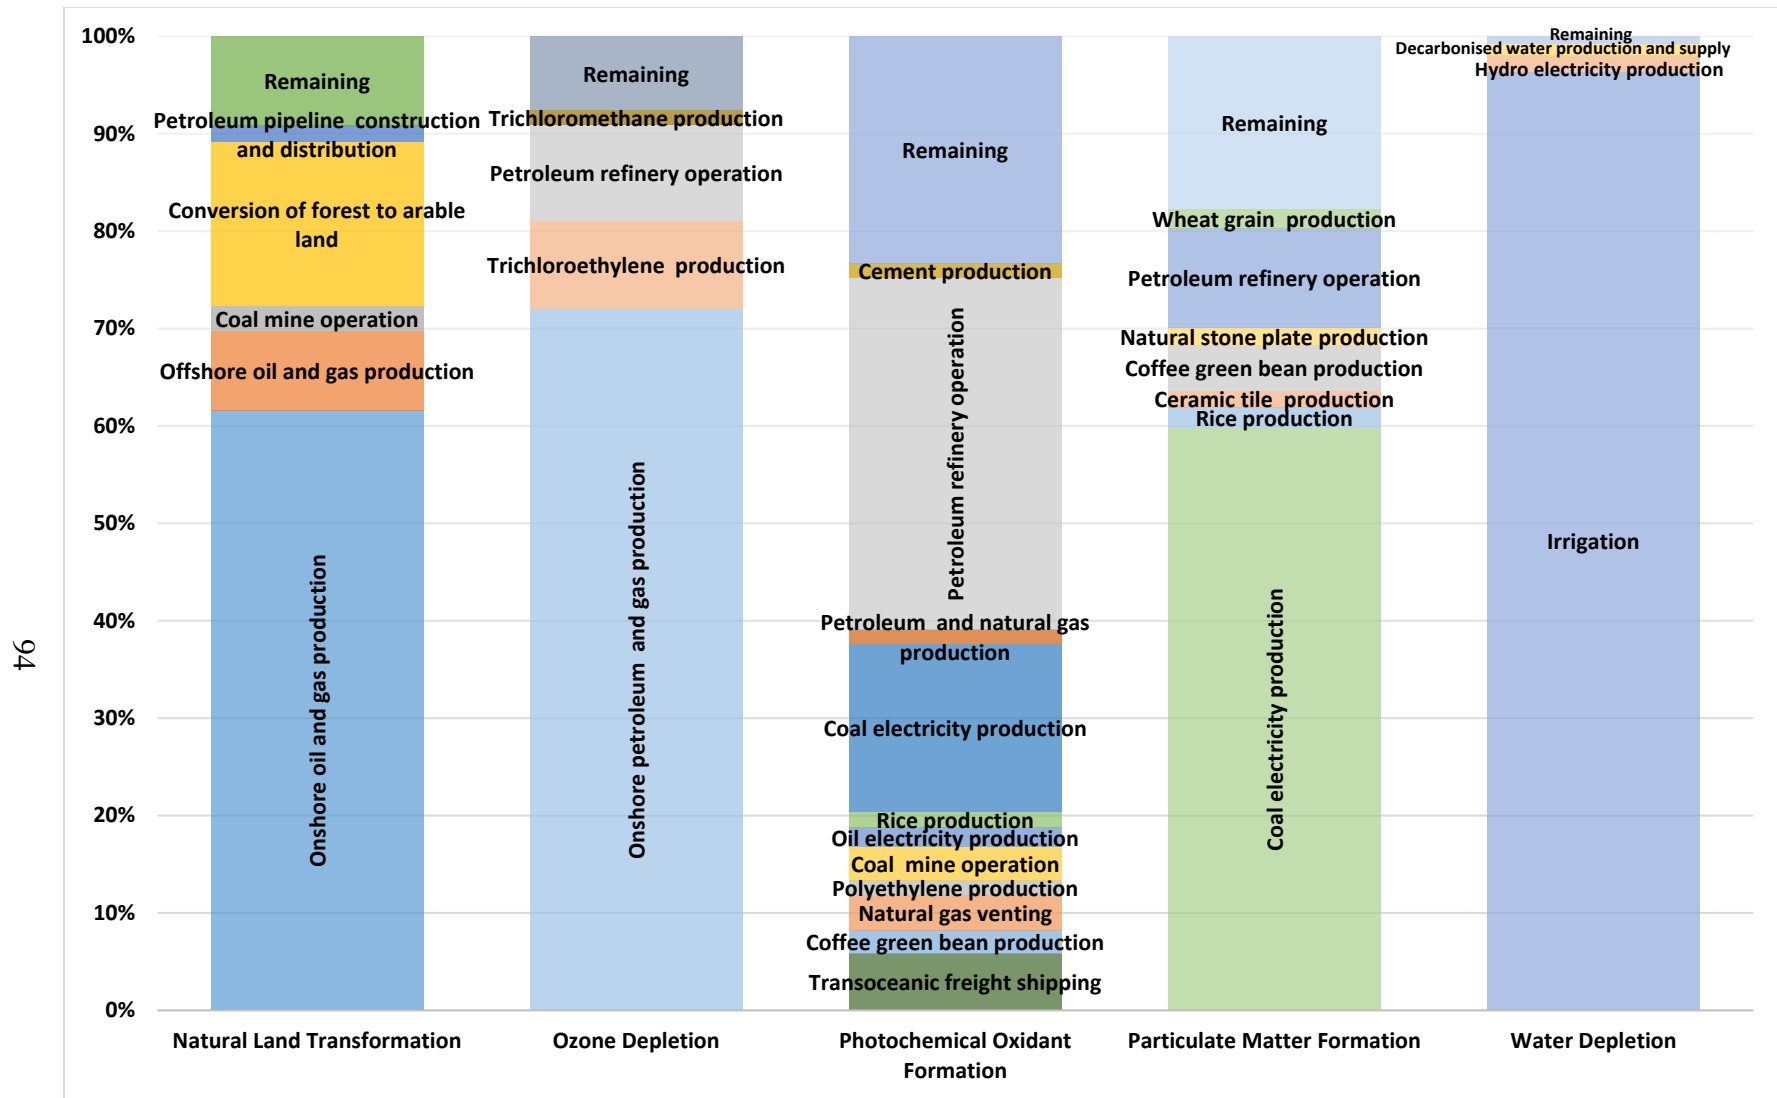 100%
90%
80%
70%
60%
50%
40%
30%
20%
10%
0%
Remaining
Petroleum pipeline construction
and distribution
Conversion of forest to arable
land
Coal mine operation
Offshore oil and gas production
Onshore oil and gas production
Natural Land Transformation
Remaining
Trichloromethane production
Petroleum refinery operation
Trichloroethylene production
Onshore petroleum and gas production
Ozone Depletion
Remaining
Cement production
Petroleum refinery operation
Petroleum and natural gas
production
Coal electricity production
Rice production
Oil electricity production
Coal mine operation
Polyethylene production
Natural gas venting
Coffee green bean production
Transoceanic freight shipping
Photochemical Oxidant
Formation
Remaining
Wheat grain production
Petroleum refinery operation
Natural stone plate production
Coffee green bean production
Ceramic tile production
Rice production
Coal electricity production
Particulate Matter Formation
Remaining
Decarbonised water production and supply
Hydro electricity production
Irrigation
Water Depletion
94